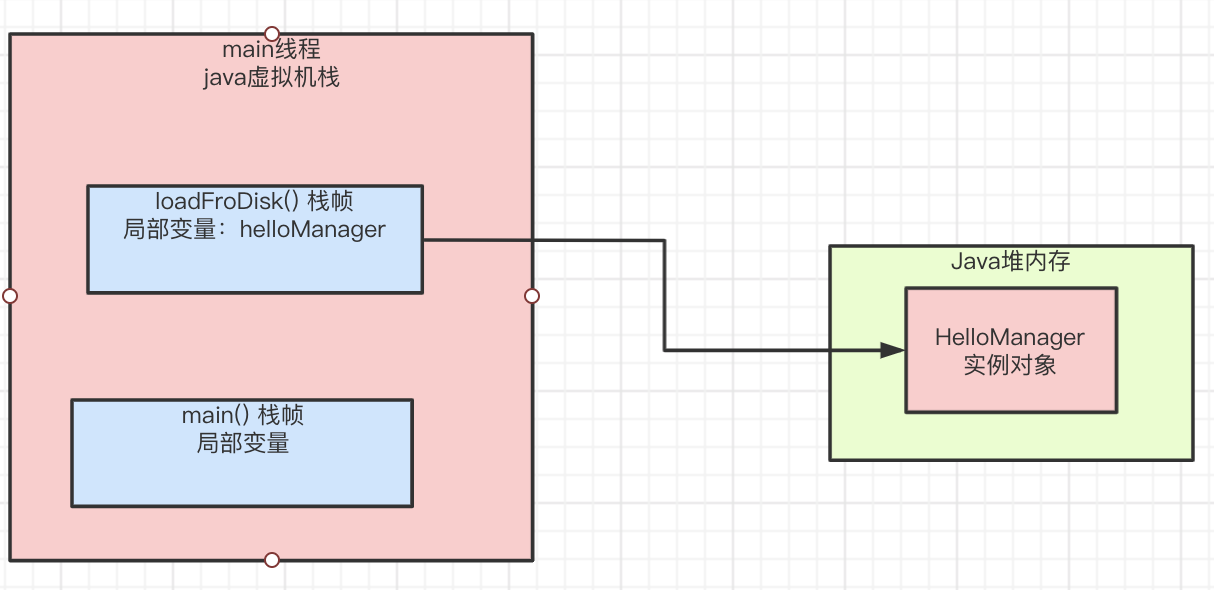 main线程
java虚拟机栈
loadFroDisk() 栈帧
局部变量：helloManager
main() 栈帧
局部变量
Java堆内存
HelloManager
实例对象